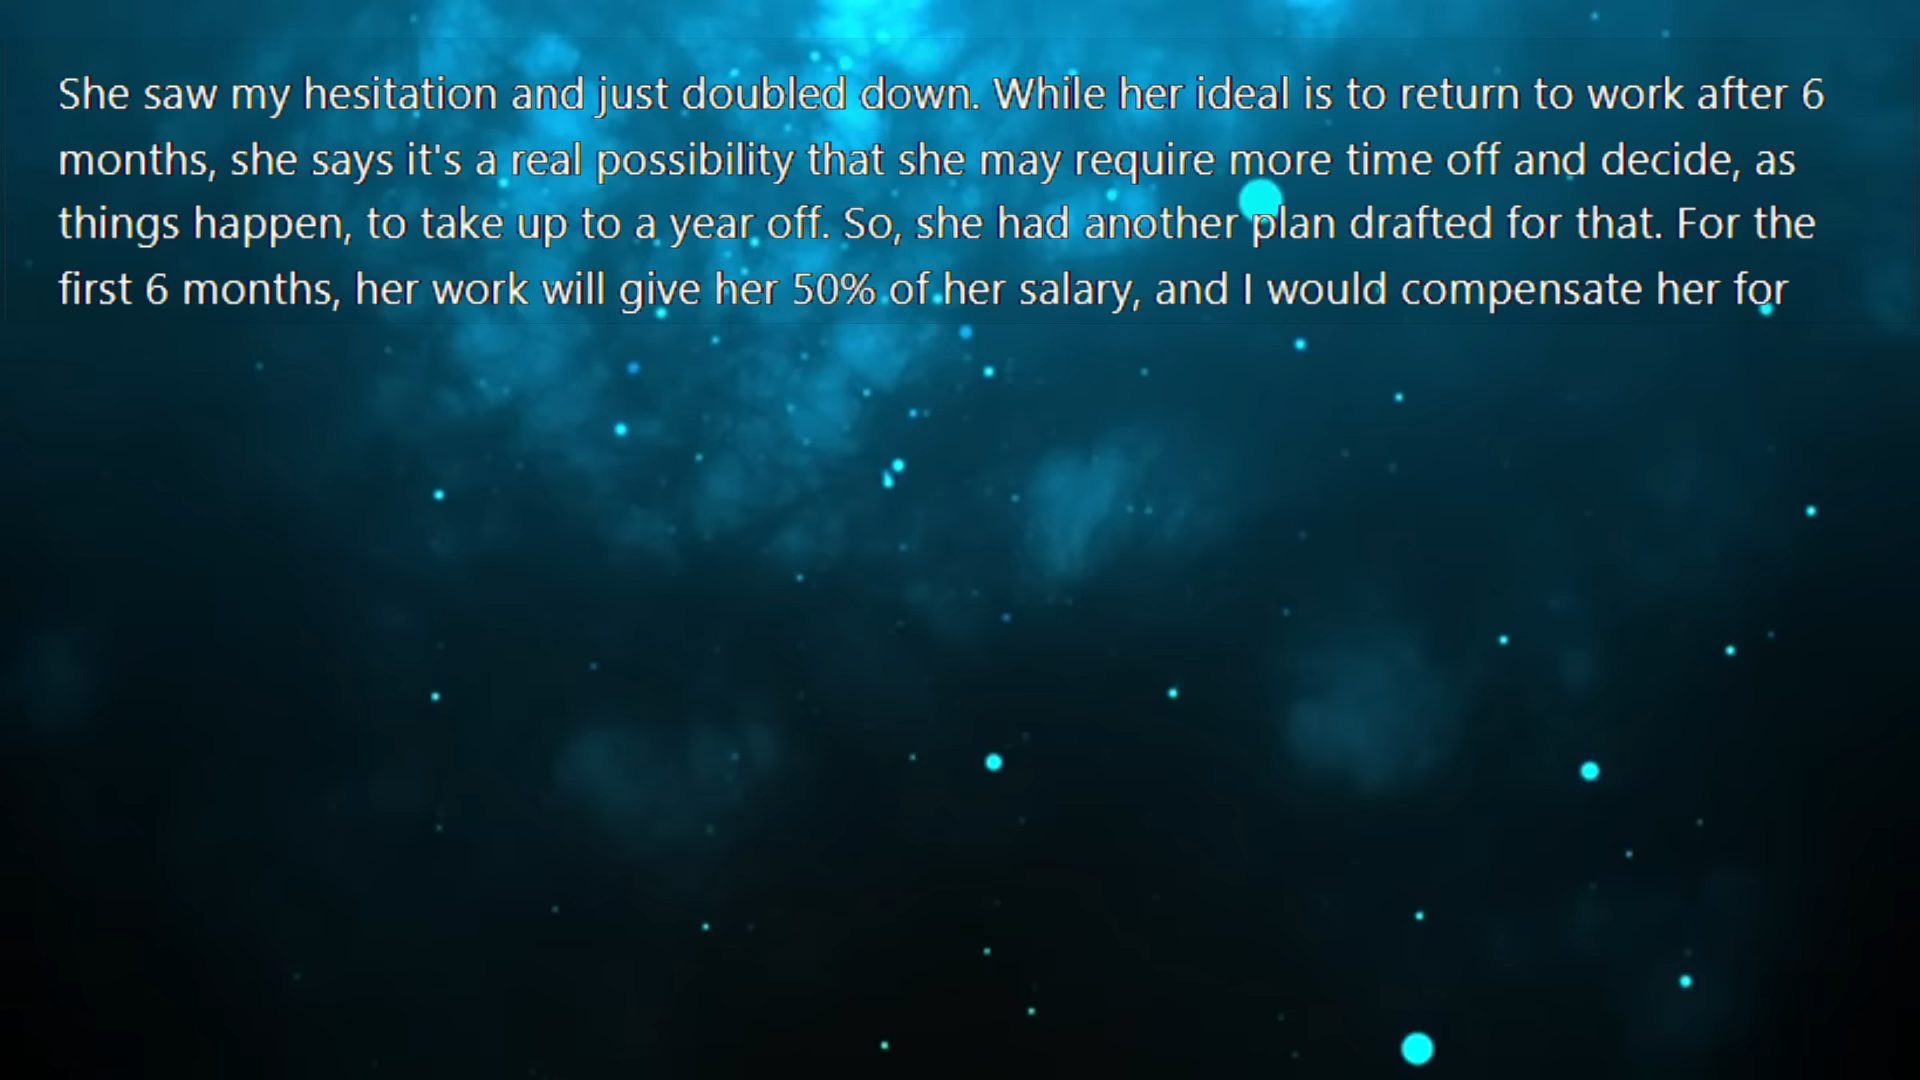 She saw my hesitation and just doubled down. While her ideal is to return to work after 6
months, she says it's a real possibility that she may require more time off and decide, as
things happen, to take up to a year off. So, she had another plan drafted for that. For the
first 6 months, her work will give her 50% of her salary, and I would compensate her for